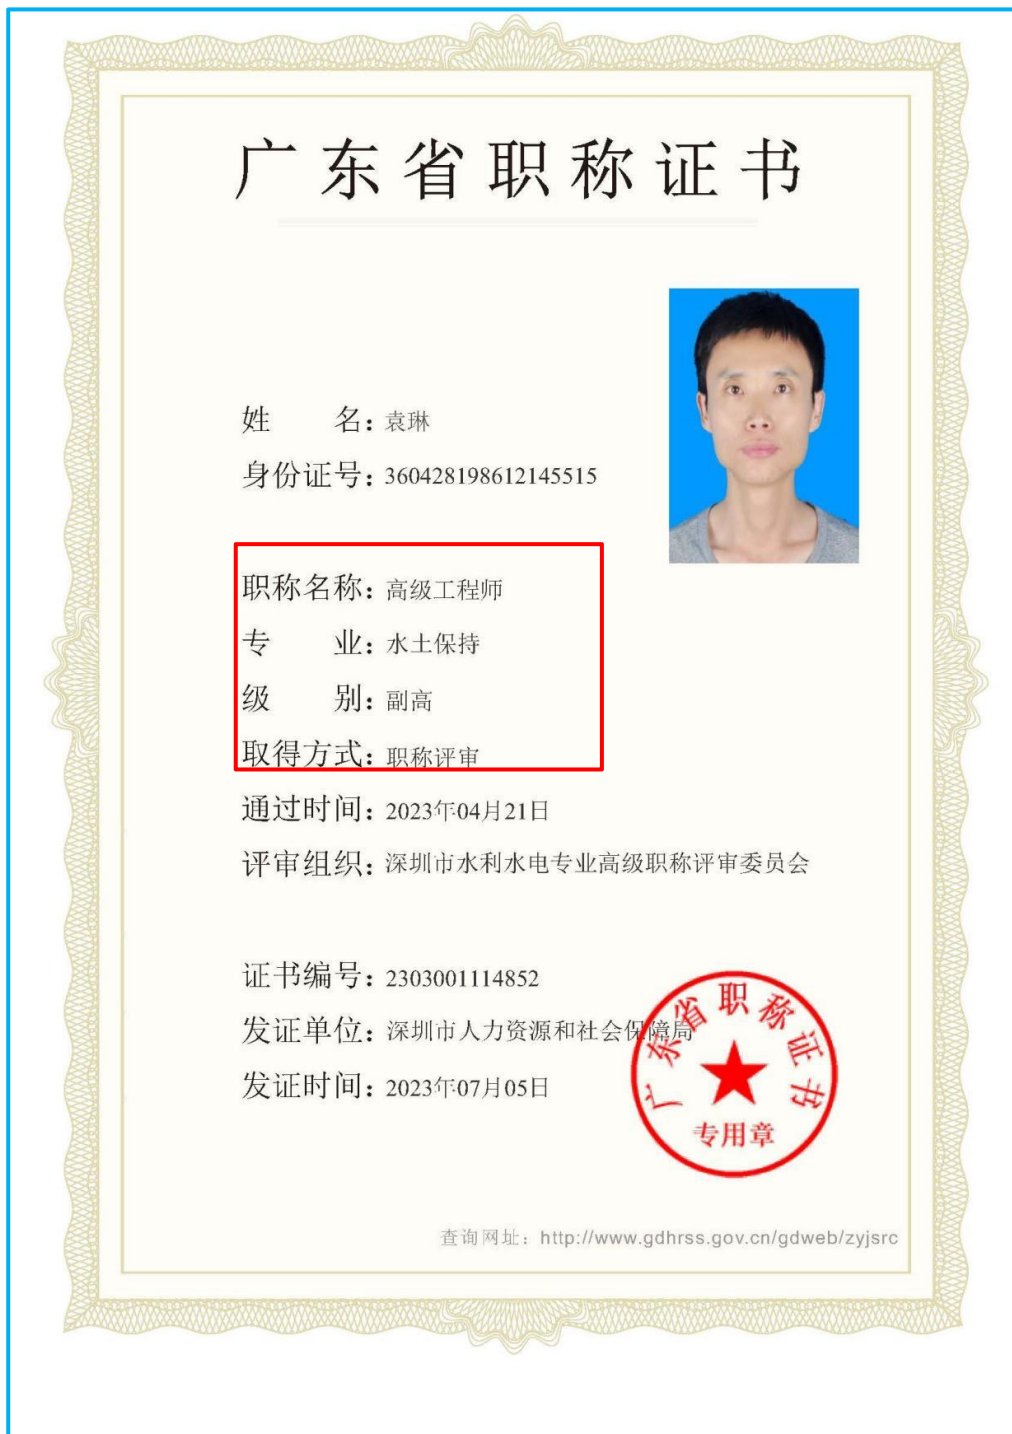 广东省职称证书
姓 名：袁琳
身份证号：360428198612145515
职称名称：高级工程师
专 业：水土保持
级 别：副高
取得方式：职称评审
通过时间：2023年04月21日
评审组织：深圳市水利水电专业高级职称评审委员会
证书编号：2303001114852
发证单位：深圳市人力资源和社会保障局
发证时间：2023年07月05日
广东省职称证书
专用章
查询网址：http://www.gdhrss.gov.cn/gdweb/zyjsrc